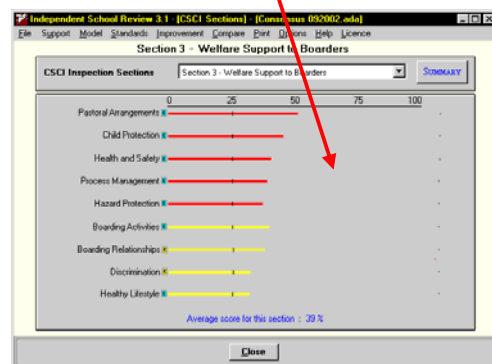 Independent School Review 3.1 - [CSCI Sections] - [Consensus 092002.ada]
File Support Model Standards Improvement Compare Print Options Help Licence
Section 3 - Welfare Support to Boarders
CSCI Inspection Sections Section 3 - Welfare Support to Boarders SUMMARY
0 25 50 75 100
Pastoral Arrangements
Child Protection
Health and Safety
Process Management
Hazard Protection
Boarding Activities
Boarding Relationships
Discrimination
Healthy Lifestyle
Average score for this section : 39 %
Close